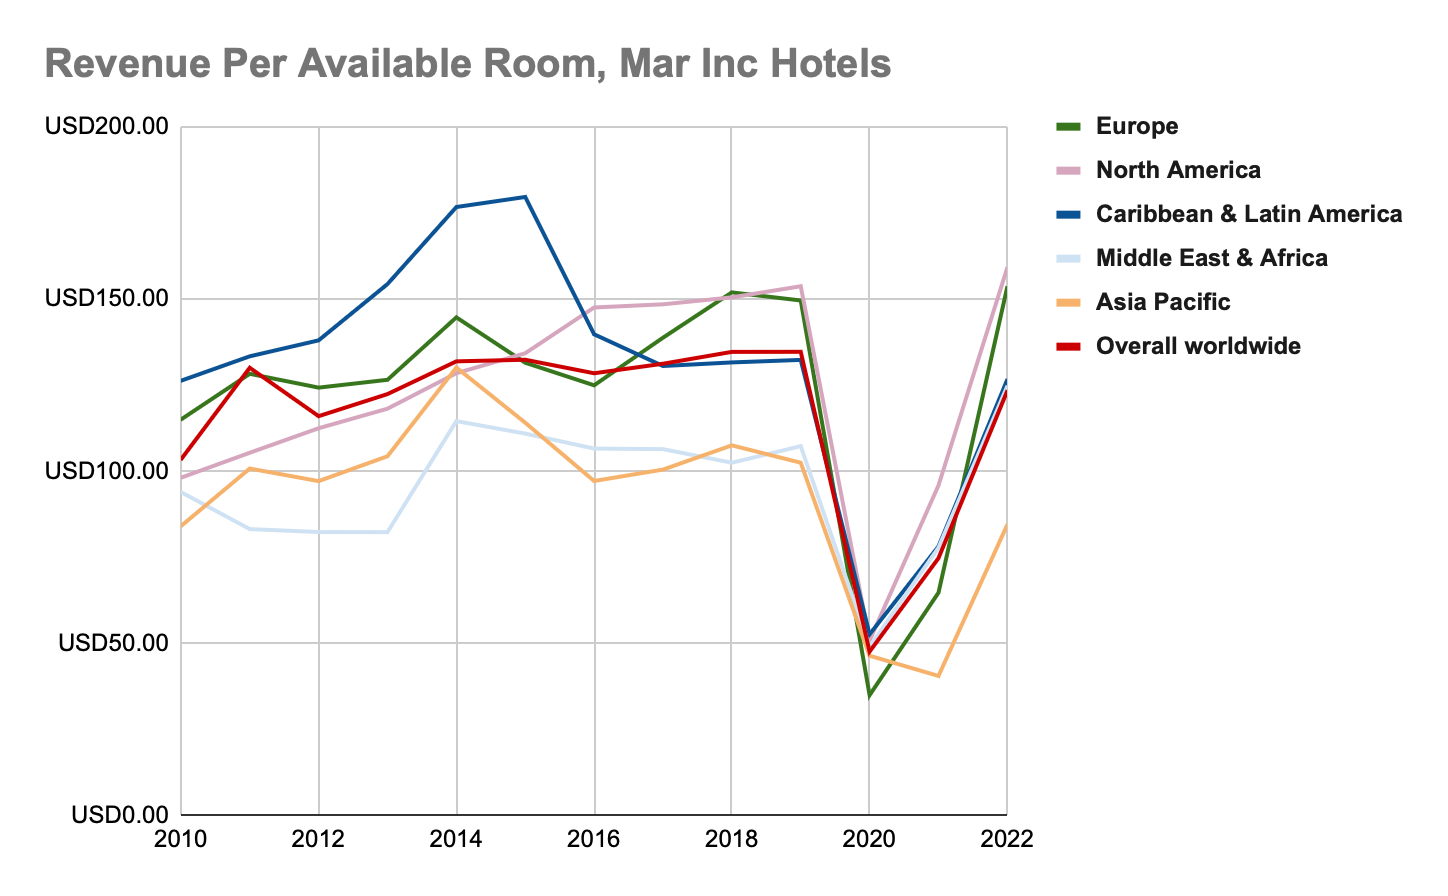 Revenue Per Available Room, Mar Inc Hotels
USD200.00
USD150.00
USD100.00
USD50.00
USD0.00
2010 2012 2014 2016 2018 2020 2022
Europe
North America
Caribbean & Latin America
Middle East & Africa
Asia Pacific
Overall worldwide